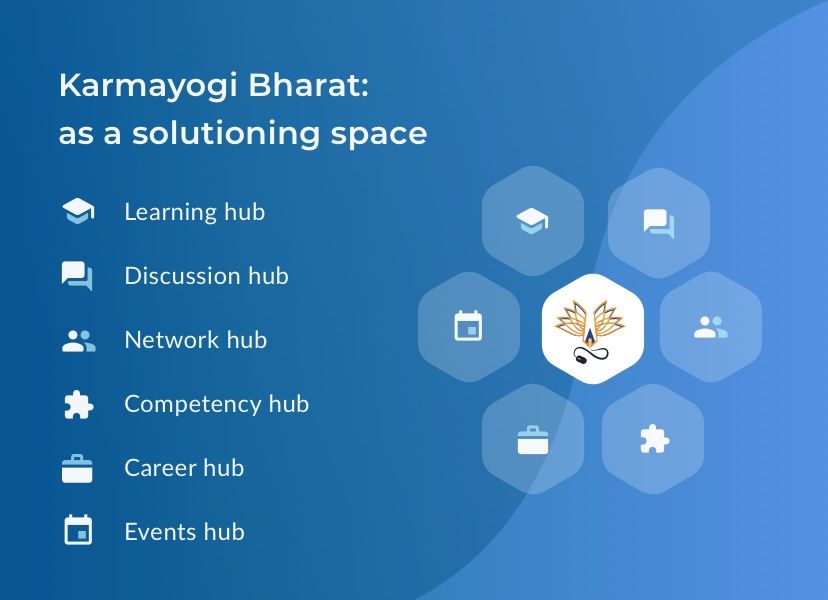 Karmayogi Bharat:
as a solutioning space
Learning hub
Discussion hub
Network hub
Competency hub
Career hub
Events hub